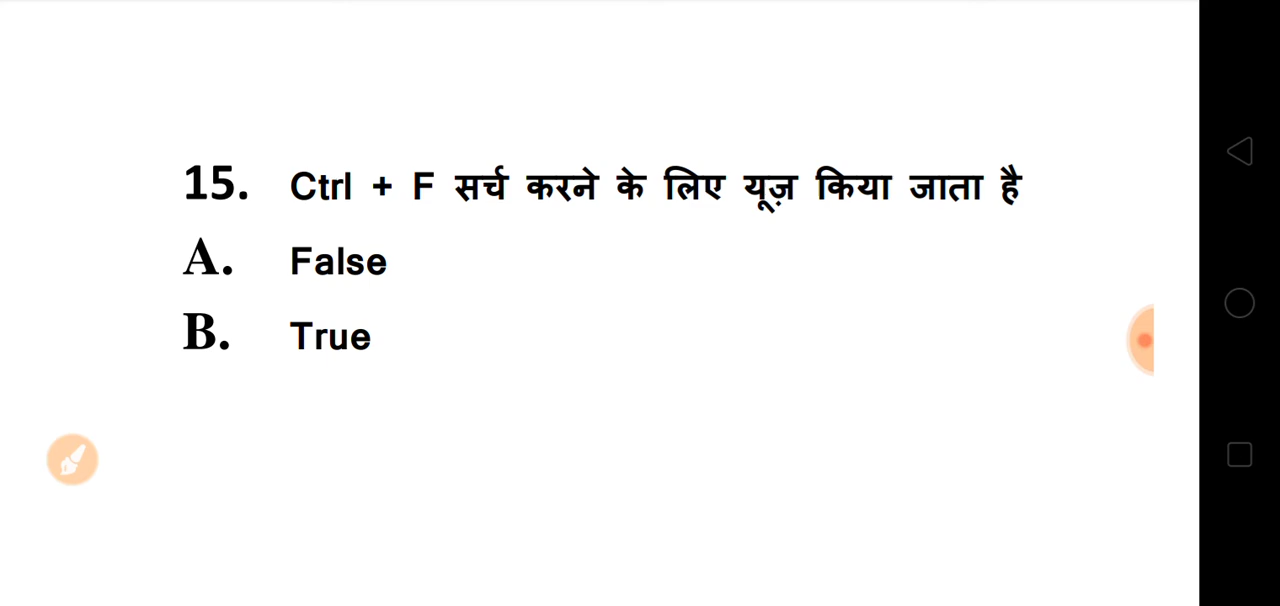 15. Ctrl + F सर्च करने के लिए यूज़ किया जाता है
A. False
B. True